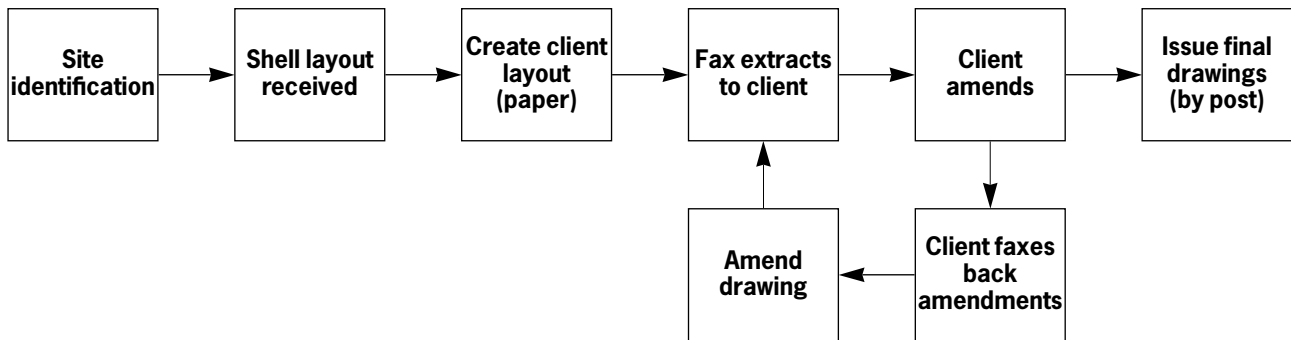 Site
identification
Shell layout
received
Create client
layout
(paper)
Fax extracts
to client
Client
amends
Issue final
drawings
(by post)
Amend
drawing
Client faxes
back
amendments